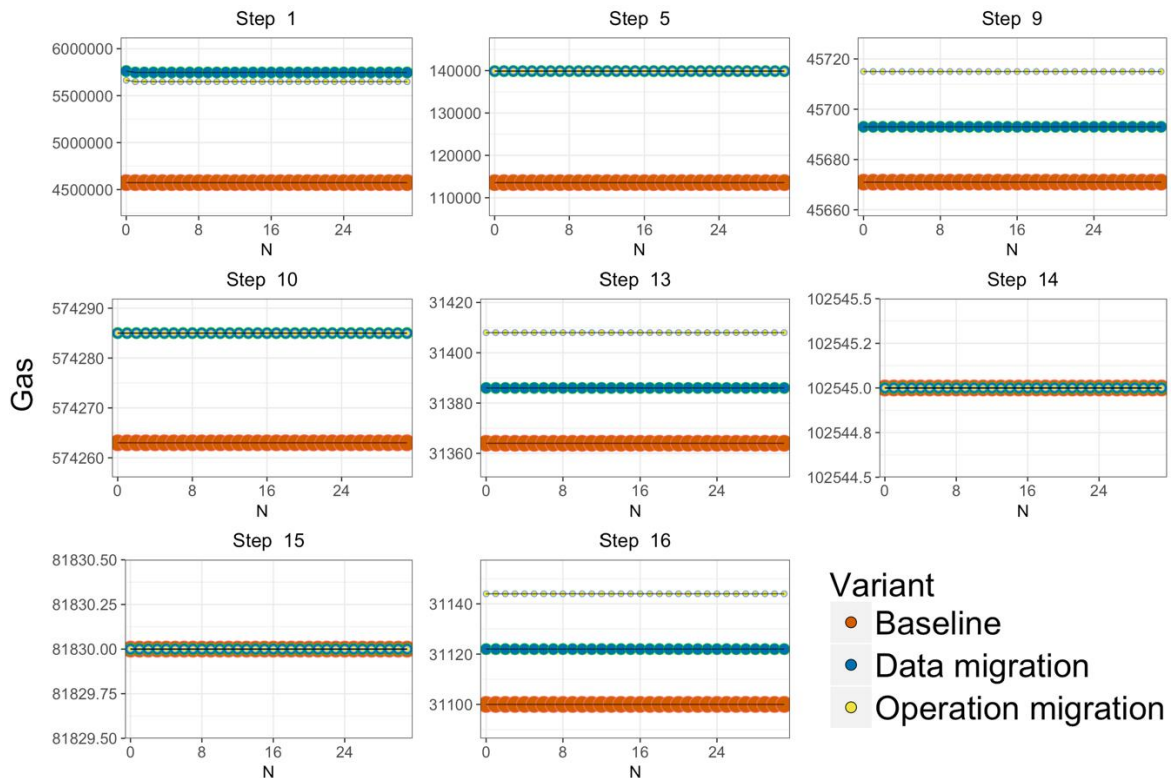 Step 1
6000000
5500000
5000000
4500000
0 8 16 24
N
Step 5
140000
130000
120000
110000
0 8 16 24
N
Step 9
45720
45700
45680
45660
0 8 16 24
N
Gas
Step 10
574290
574280
574270
574260
0 8 16 24
N
Step 13
31420
31400
31380
31360
0 8 16 24
N
Step 14
102545.5
102545.2
102545.0
102544.8
102544.5
0 8 16 24
N
Step 15
81830.50
81830.25
81830.00
81829.75
81829.50
0 8 16 24
N
Step 16
31140
31120
31100
0 8 16 24
N
Variant
Baseline
Data migration
Operation migration